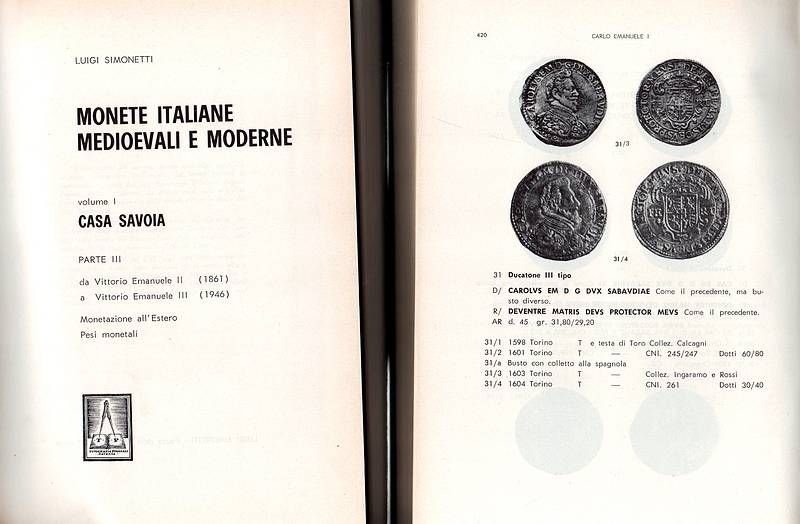 LUIGI SIMONETTI
MONETE ITALIANE
MEDIOEVALI E MODERNE
volume I
CASA SAVOIA
PARTE III
da Vittorio Emanuele II (1861)
a Vittorio Emanuele III (1946)
Monetazione all'Estero
Pesi monetali
420
CARLO EMANUELE I
31/3
31/4
31 Ducatone III tipo
D/ CAROLVS EM D G DVX SABAVDIAE Come il precedente, ma bu-
sto diverso.
R/ DEVENTRE MATRIS DEVS PROTECTOR MEVS Come il precedente.
AR d. 45 gr. 31,80/29,20
31/1 1598 Torino T e testa di Toro Collez. Calcagni
31/2 1601 Torino T — CNI. 245/247 Dotti 60/80
31/a Busto con colletto alla spagnola
31/3 1603 Torino T — Collez. Ingaramo e Rossi
31/4 1604 Torino T — CNI. 261 Dotti 30/40